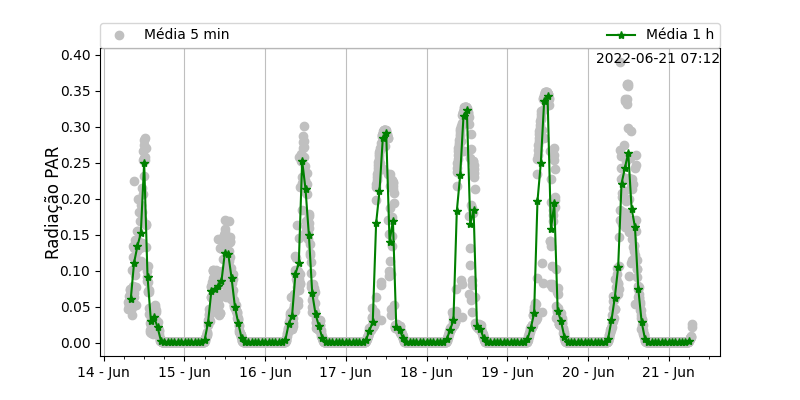 Média 5 min
Média 1 h
2022-06-21 07:12
Radiação PAR
0.40
0.35
0.30
0.25
0.20
0.15
0.10
0.05
0.00
14 - Jun
15 - Jun
16 - Jun
17 - Jun
18 - Jun
19 - Jun
20 - Jun
21 - Jun